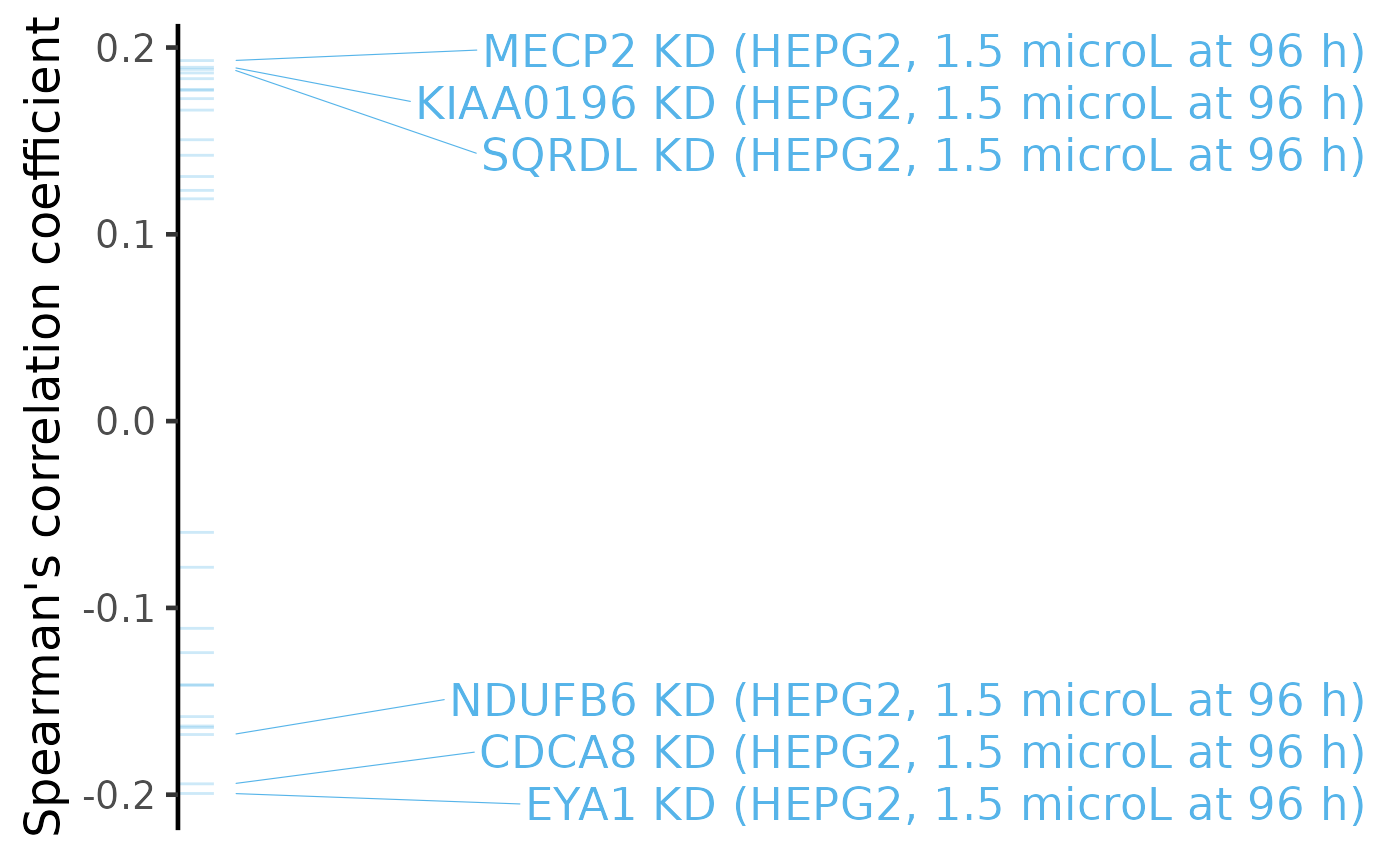 Spearman's correlation coefficient
0.2
0.1
0.0
-0.1
-0.2
MECP2 KD (HEPG2, 1.5 microL at 96 h)
KIAA0196 KD (HEPG2, 1.5 microL at 96 h)
SQRDL KD (HEPG2, 1.5 microL at 96 h)
NDUFB6 KD (HEPG2, 1.5 microL at 96 h)
CDCA8 KD (HEPG2, 1.5 microL at 96 h)
EYA1 KD (HEPG2, 1.5 microL at 96 h)